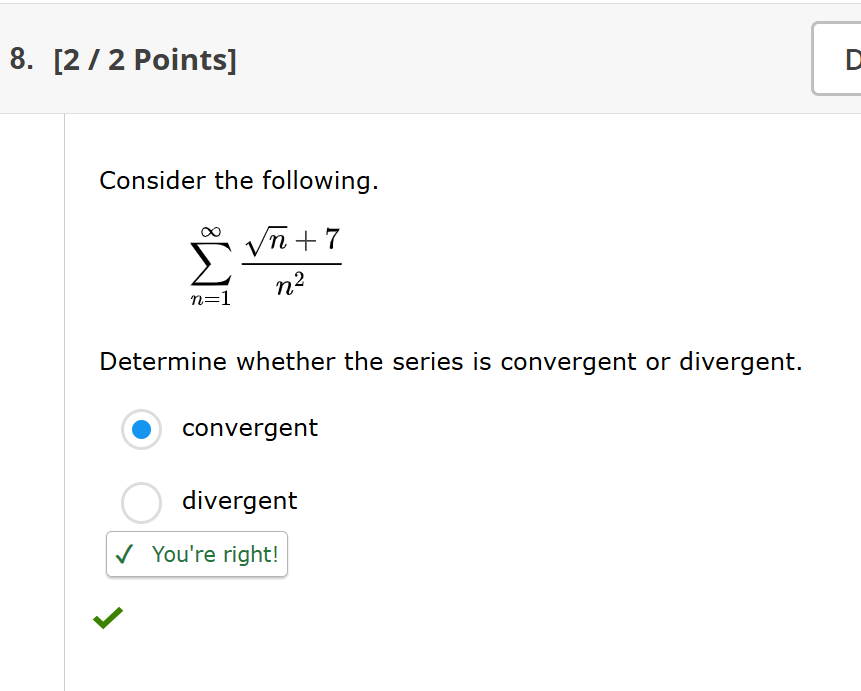 8. [2 / 2 Points]
D
Consider the following.
∞
∑ (√n + 7) / n²
n=1
Determine whether the series is convergent or divergent.
convergent
divergent
✓ You're right!